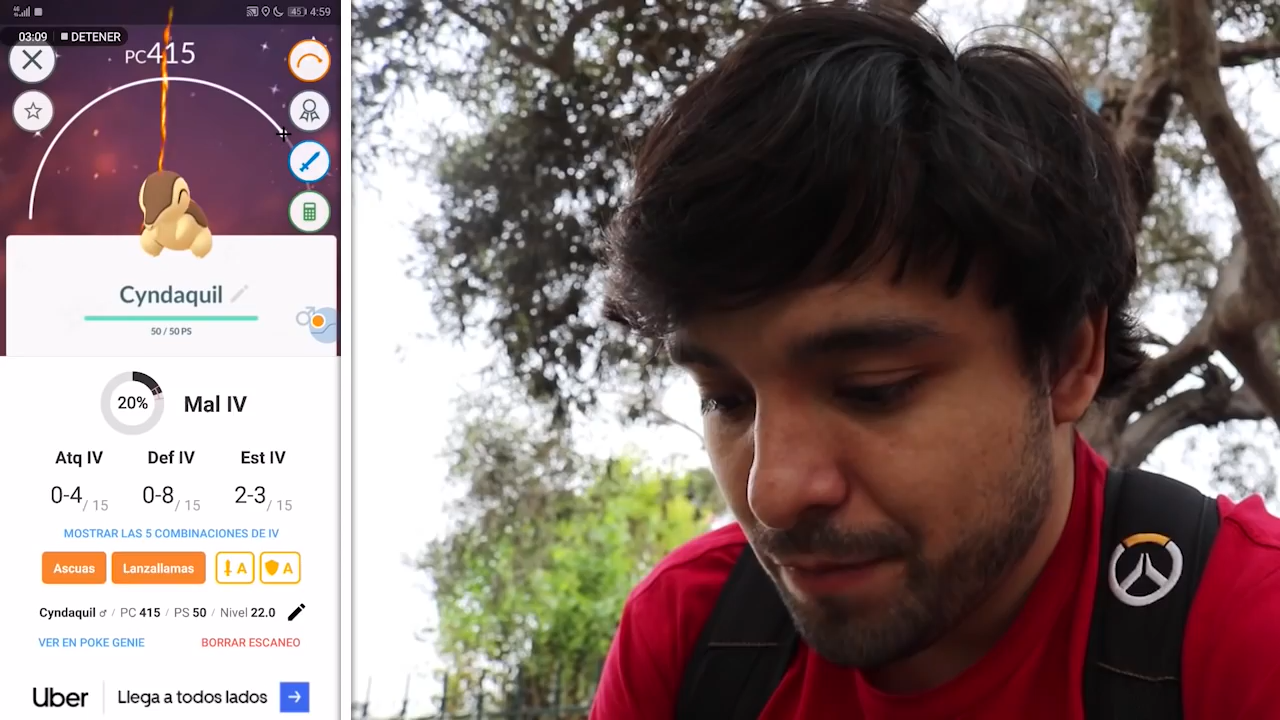 4G 45 4:59
03:09 DETENER
PC415
Cyndaquil
50 / 50 PS
20% Mal IV
Atq IV Def IV Est IV
0-4/ 15 0-8/ 15 2-3/ 15
MOSTRAR LAS 5 COMBINACIONES DE IV
Ascuas Lanzallamas A A
Cyndaquil ♂ / PC 415 / PS 50 / Nivel 22.0
VER EN POKE GENIE BORRAR ESCANEO
Uber Llega a todos lados